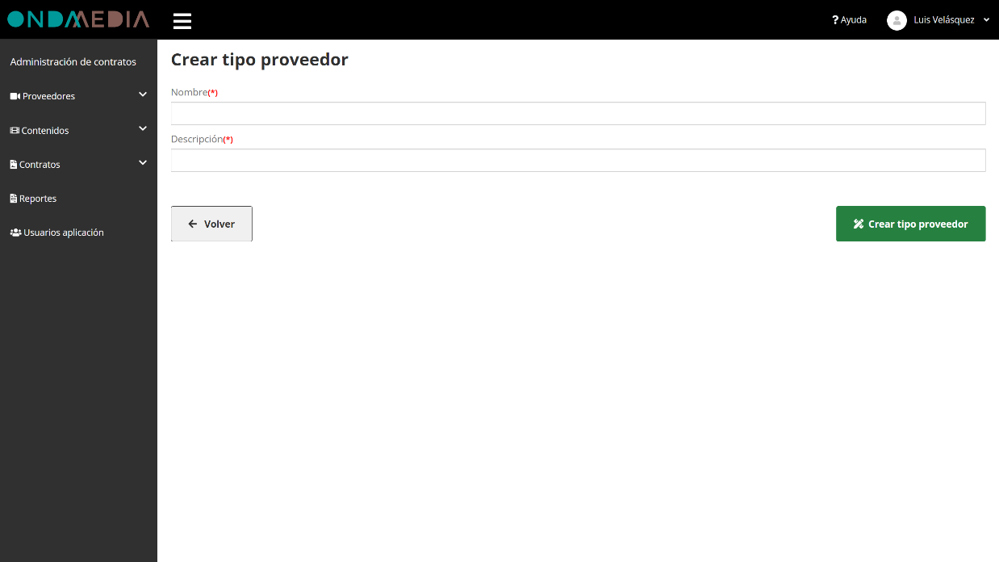 ONDAMEDIA
? Ayuda
Luis Velásquez
Administración de contratos
Proveedores
Contenidos
Contratos
Reportes
Usuarios aplicación
Crear tipo proveedor
Nombre(*)
Descripción(*)
Volver
Crear tipo proveedor